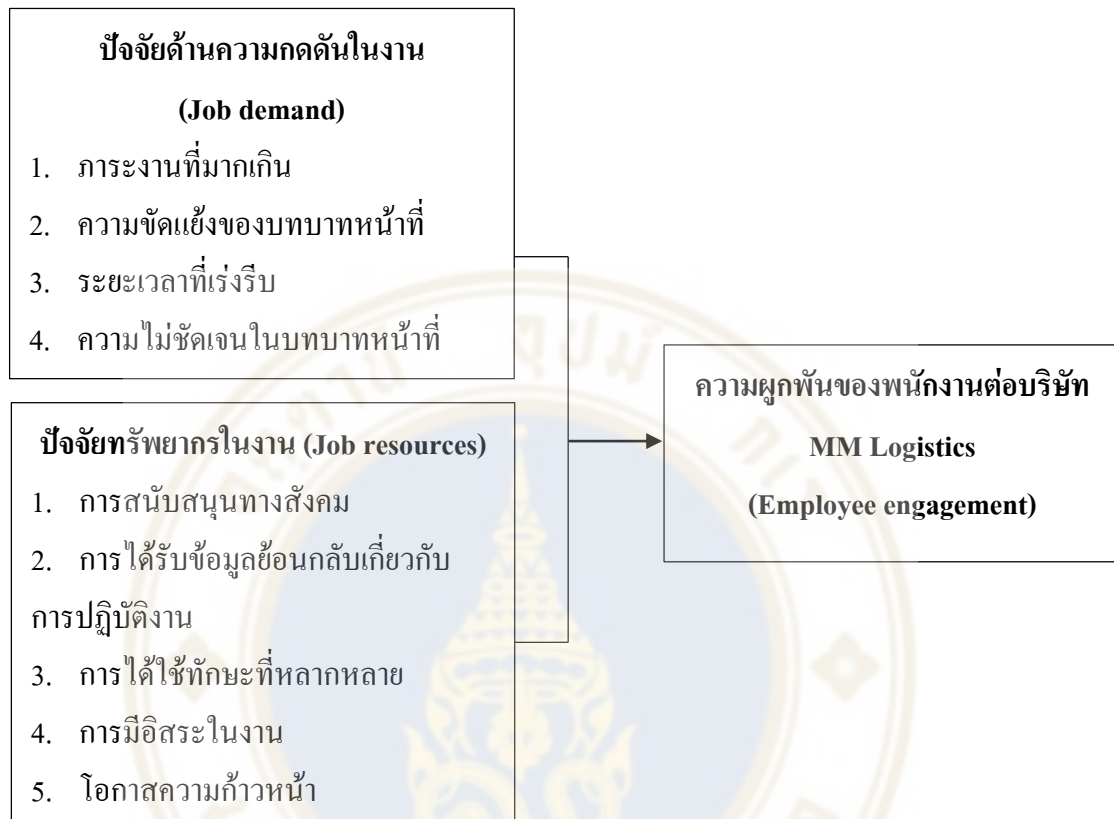 ปัจจัยด้านความกดดันในงาน
(Job demand)
1. ภาระงานที่มากเกิน
2. ความขัดแย้งของบทบาทหน้าที่
3. ระยะเวลาที่เร่งรีบ
4. ความไม่ชัดเจนในบทบาทหน้าที่
ปัจจัยทรัพยากรในงาน (Job resources)
1. การสนับสนุนทางสังคม
2. การได้รับข้อมูลย้อนกลับเกี่ยวกับ
การปฏิบัติงาน
3. การได้ใช้ทักษะที่หลากหลาย
4. การมีอิสระในงาน
5. โอกาสความก้าวหน้า
ความผูกพันของพนักงานต่อบริษัท
MM Logistics
(Employee engagement)